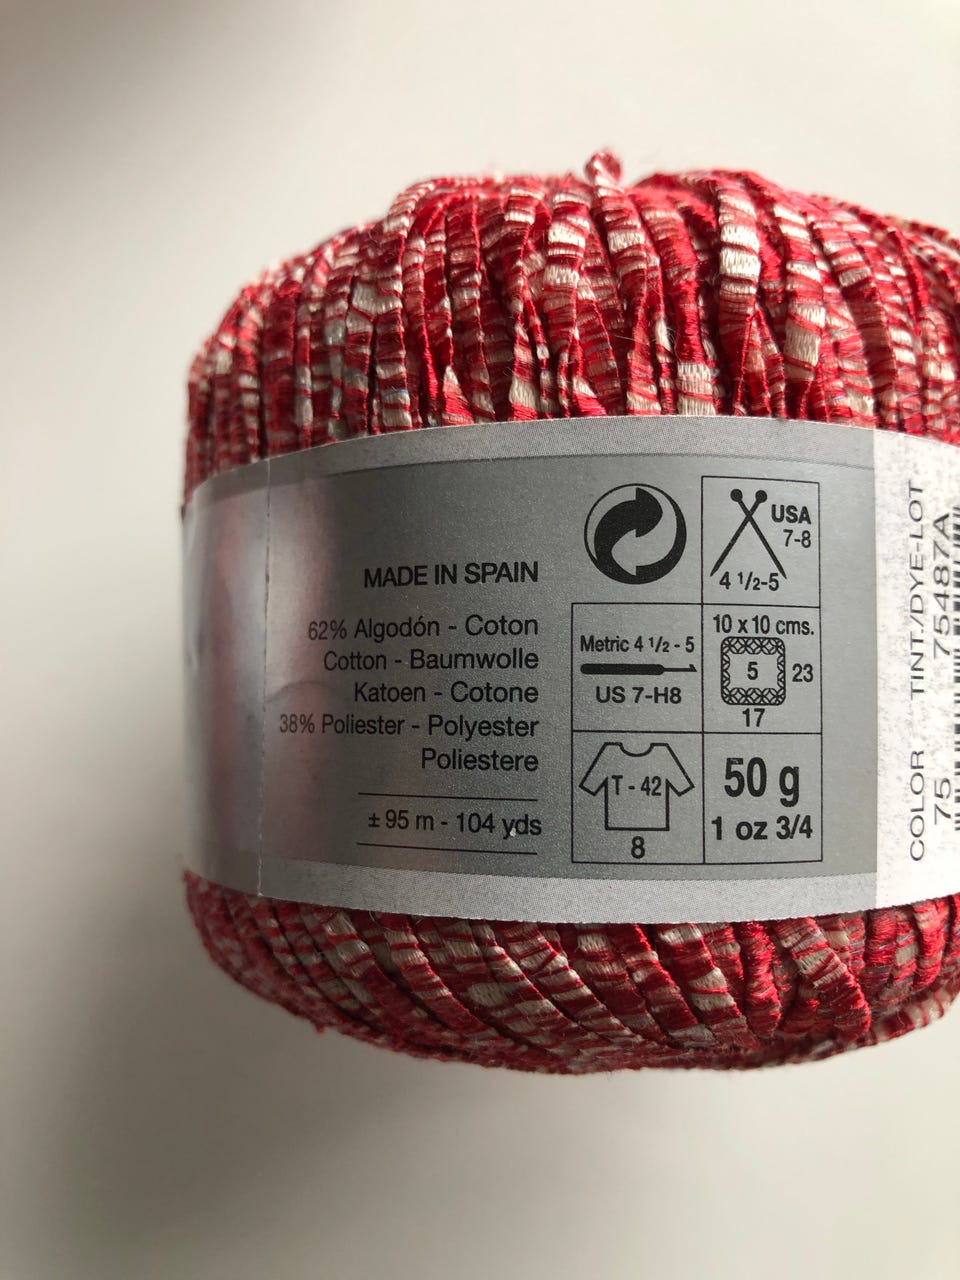 MADE IN SPAIN
62% Algodón - Coton
Cotton - Baumwolle
Katoen - Cotone
38% Poliester - Polyester
Poliestere
± 95 m - 104 yds
USA
7-8
4 1/2-5
Metric 4 1/2 - 5
US 7-H8
10 x 10 cms.
5
23
17
T - 42
8
50 g
1 oz 3/4
COLOR TINT/DYE-LOT
75 75487A